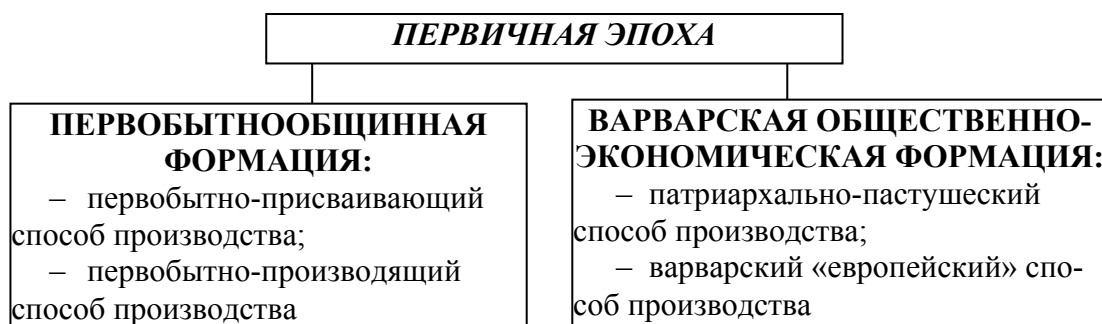 ПЕРВИЧНАЯ ЭПОХА
ПЕРВОБЫТНООБЩИННАЯ
ФОРМАЦИЯ:
– первобытно-присваивающий
способ производства;
– первобытно-производящий
способ производства
ВАРВАРСКАЯ ОБЩЕСТВЕННО-
ЭКОНОМИЧЕСКАЯ ФОРМАЦИЯ:
– патриархально-пастушеский
способ производства;
– варварский «европейский» спо-
соб производства